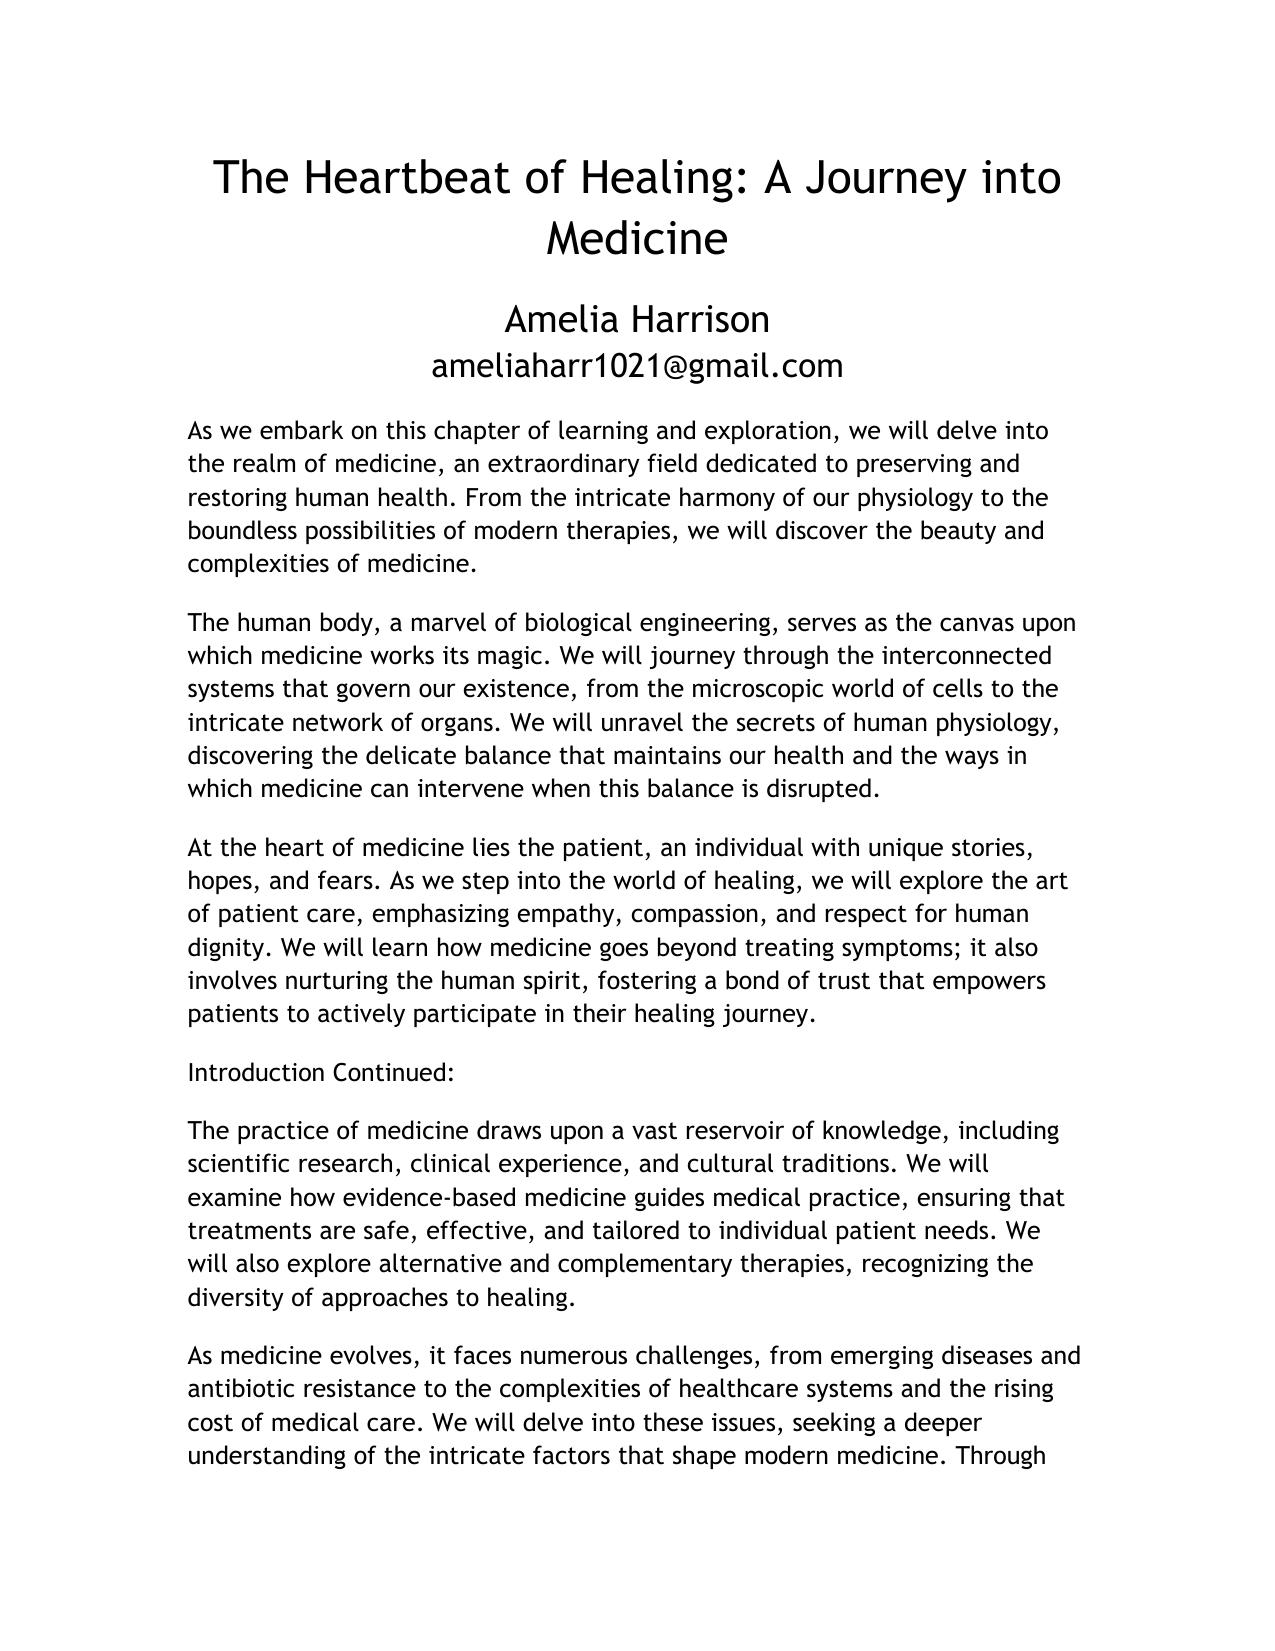 The Heartbeat of Healing: A Journey into
Medicine
Amelia Harrison
ameliaharr1021@gmail.com
As we embark on this chapter of learning and exploration, we will delve into
the realm of medicine, an extraordinary field dedicated to preserving and
restoring human health. From the intricate harmony of our physiology to the
boundless possibilities of modern therapies, we will discover the beauty and
complexities of medicine.
The human body, a marvel of biological engineering, serves as the canvas upon
which medicine works its magic. We will journey through the interconnected
systems that govern our existence, from the microscopic world of cells to the
intricate network of organs. We will unravel the secrets of human physiology,
discovering the delicate balance that maintains our health and the ways in
which medicine can intervene when this balance is disrupted.
At the heart of medicine lies the patient, an individual with unique stories,
hopes, and fears. As we step into the world of healing, we will explore the art
of patient care, emphasizing empathy, compassion, and respect for human
dignity. We will learn how medicine goes beyond treating symptoms; it also
involves nurturing the human spirit, fostering a bond of trust that empowers
patients to actively participate in their healing journey.
Introduction Continued:
The practice of medicine draws upon a vast reservoir of knowledge, including
scientific research, clinical experience, and cultural traditions. We will
examine how evidence-based medicine guides medical practice, ensuring that
treatments are safe, effective, and tailored to individual patient needs. We
will also explore alternative and complementary therapies, recognizing the
diversity of approaches to healing.
As medicine evolves, it faces numerous challenges, from emerging diseases and
antibiotic resistance to the complexities of healthcare systems and the rising
cost of medical care. We will delve into these issues, seeking a deeper
understanding of the intricate factors that shape modern medicine. Through